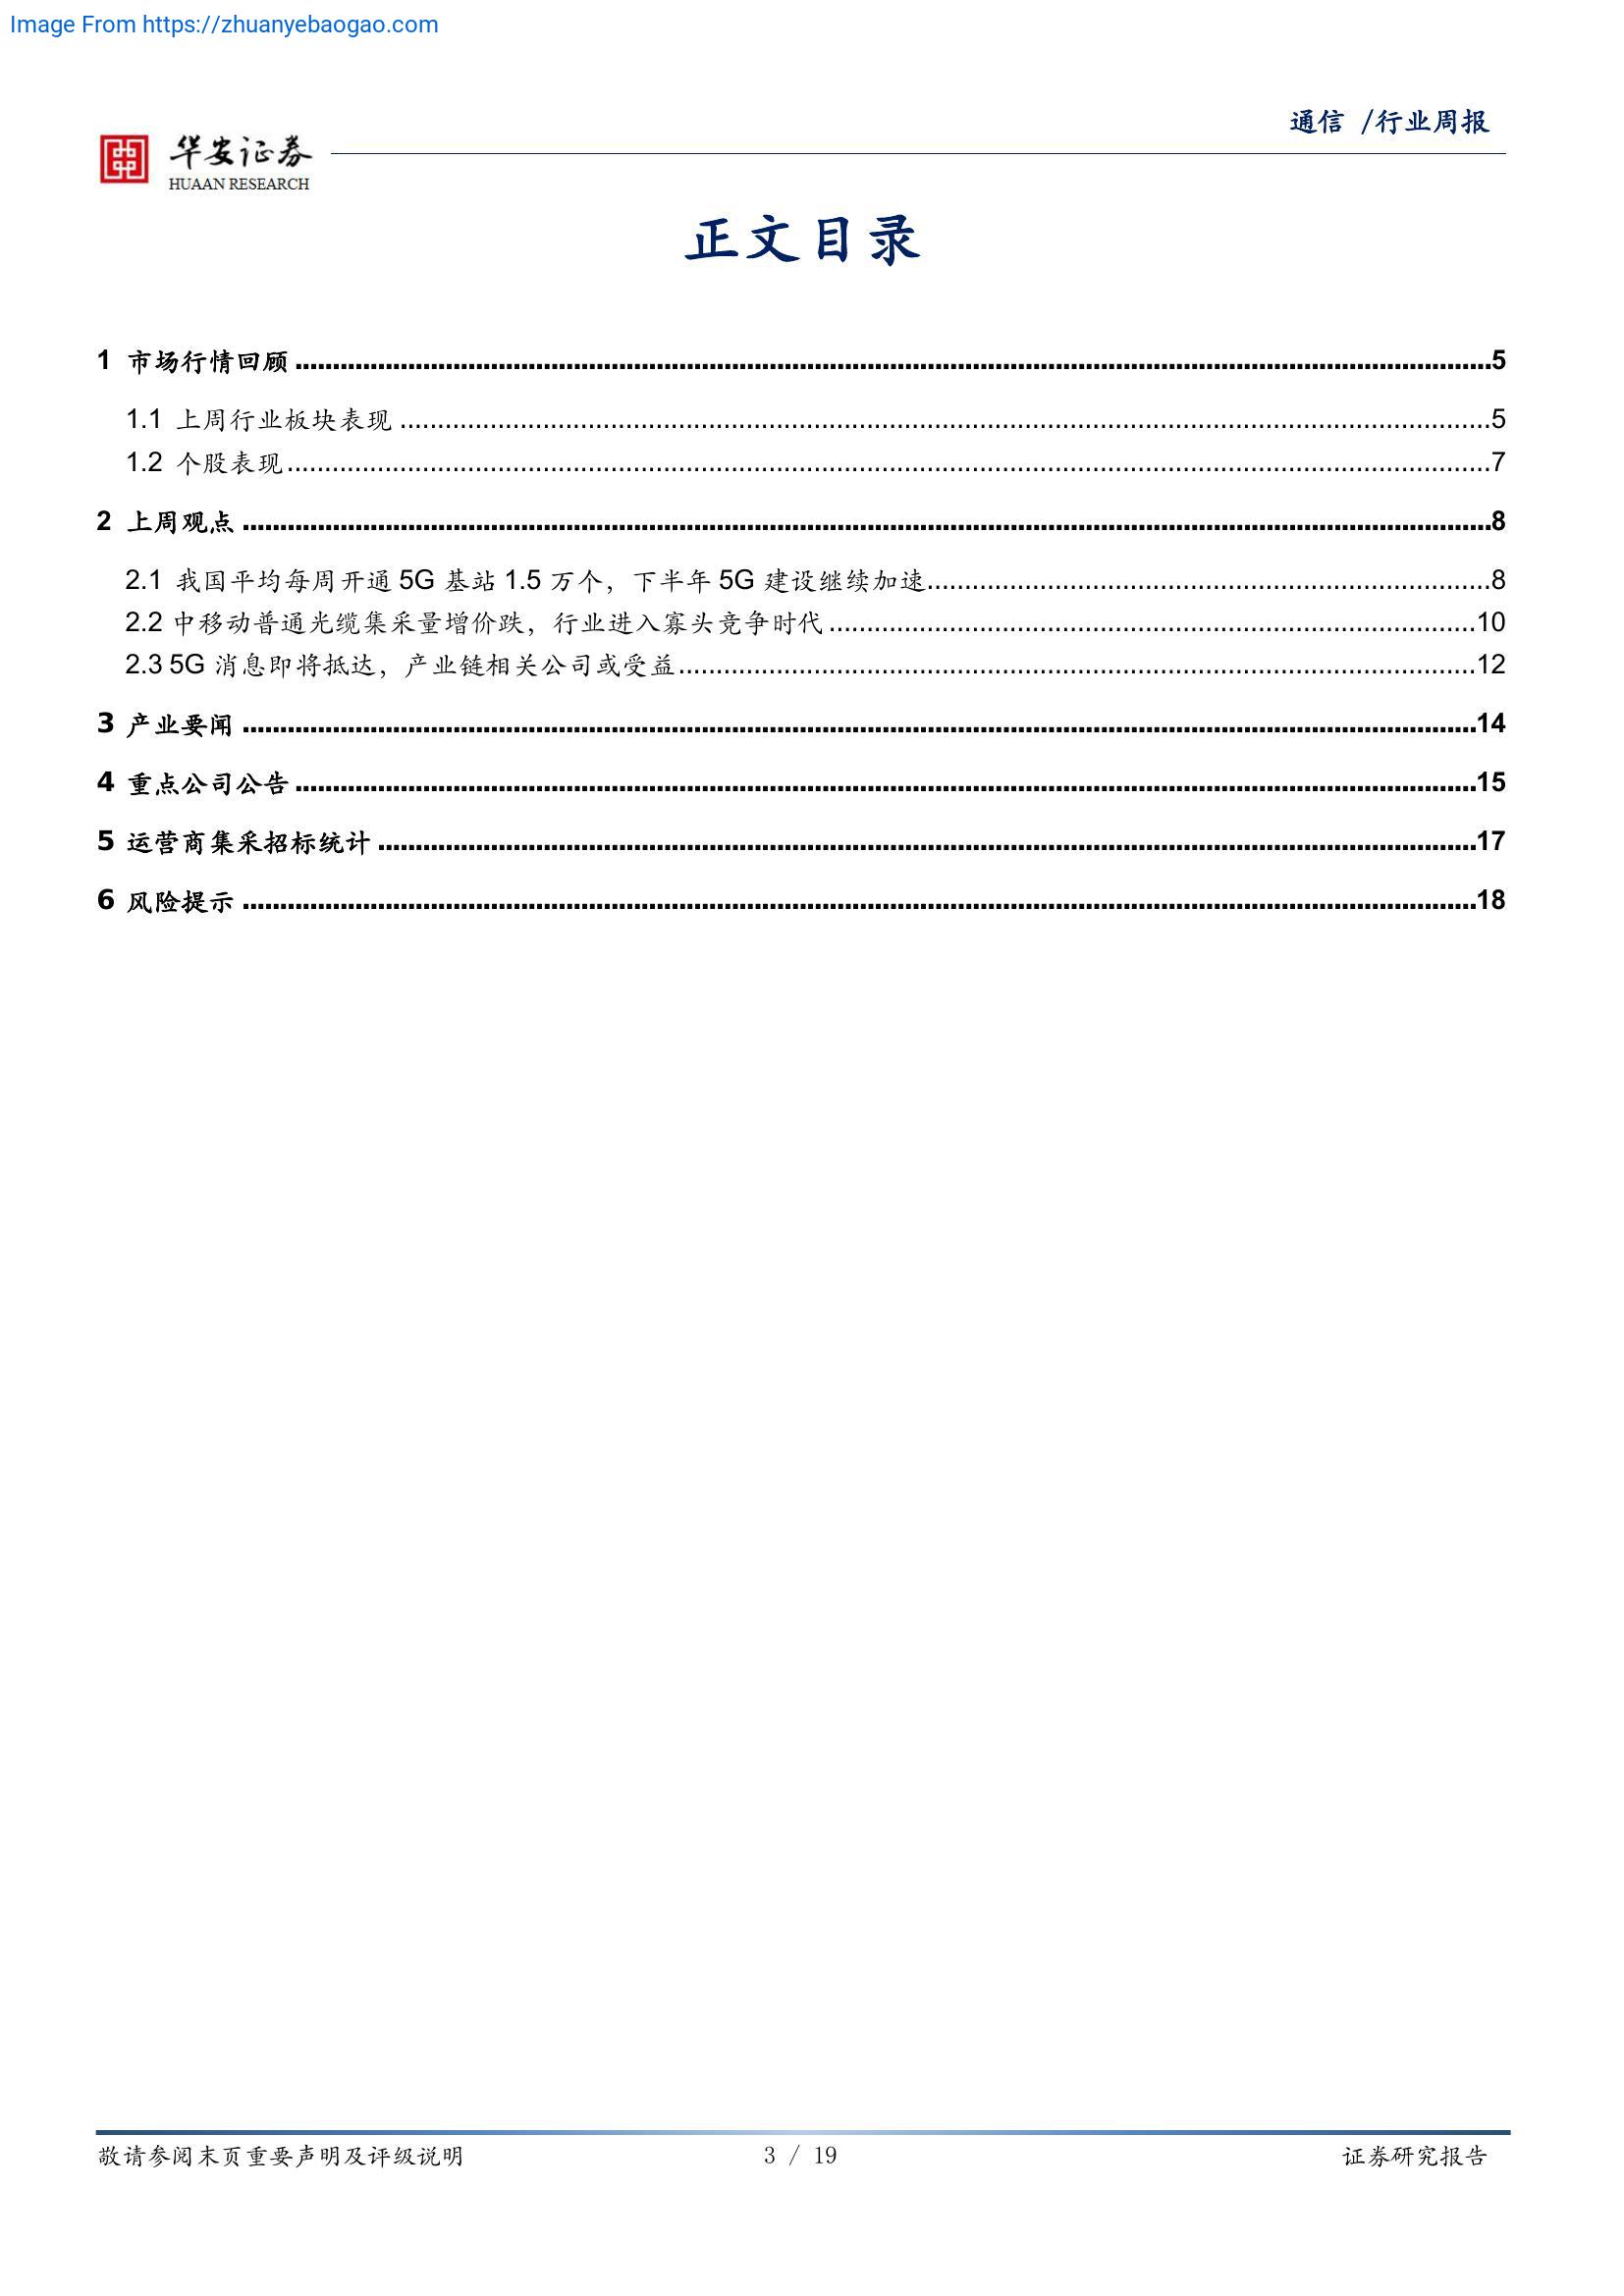 Image From https://zhuanyebaogao.com
通信 /行业周报
华安证券
HUAAN RESEARCH
正文目录
1 市场行情回顾 ........................................ 5
1.1 上周行业板块表现 ........................................ 5
1.2 个股表现 ........................................ 7
2 上周观点 ........................................ 8
2.1 我国平均每周开通 5G 基站 1.5 万个，下半年 5G 建设继续加速 ........................................ 8
2.2 中移动普通光缆集采量增价跌，行业进入寡头竞争时代 ........................................ 10
2.3 5G 消息即将抵达，产业链相关公司或受益 ........................................ 12
3 产业要闻 ........................................ 14
4 重点公司公告 ........................................ 15
5 运营商集采招标统计 ........................................ 17
6 风险提示 ........................................ 18
敬请参阅末页重要声明及评级说明 3 / 19 证券研究报告